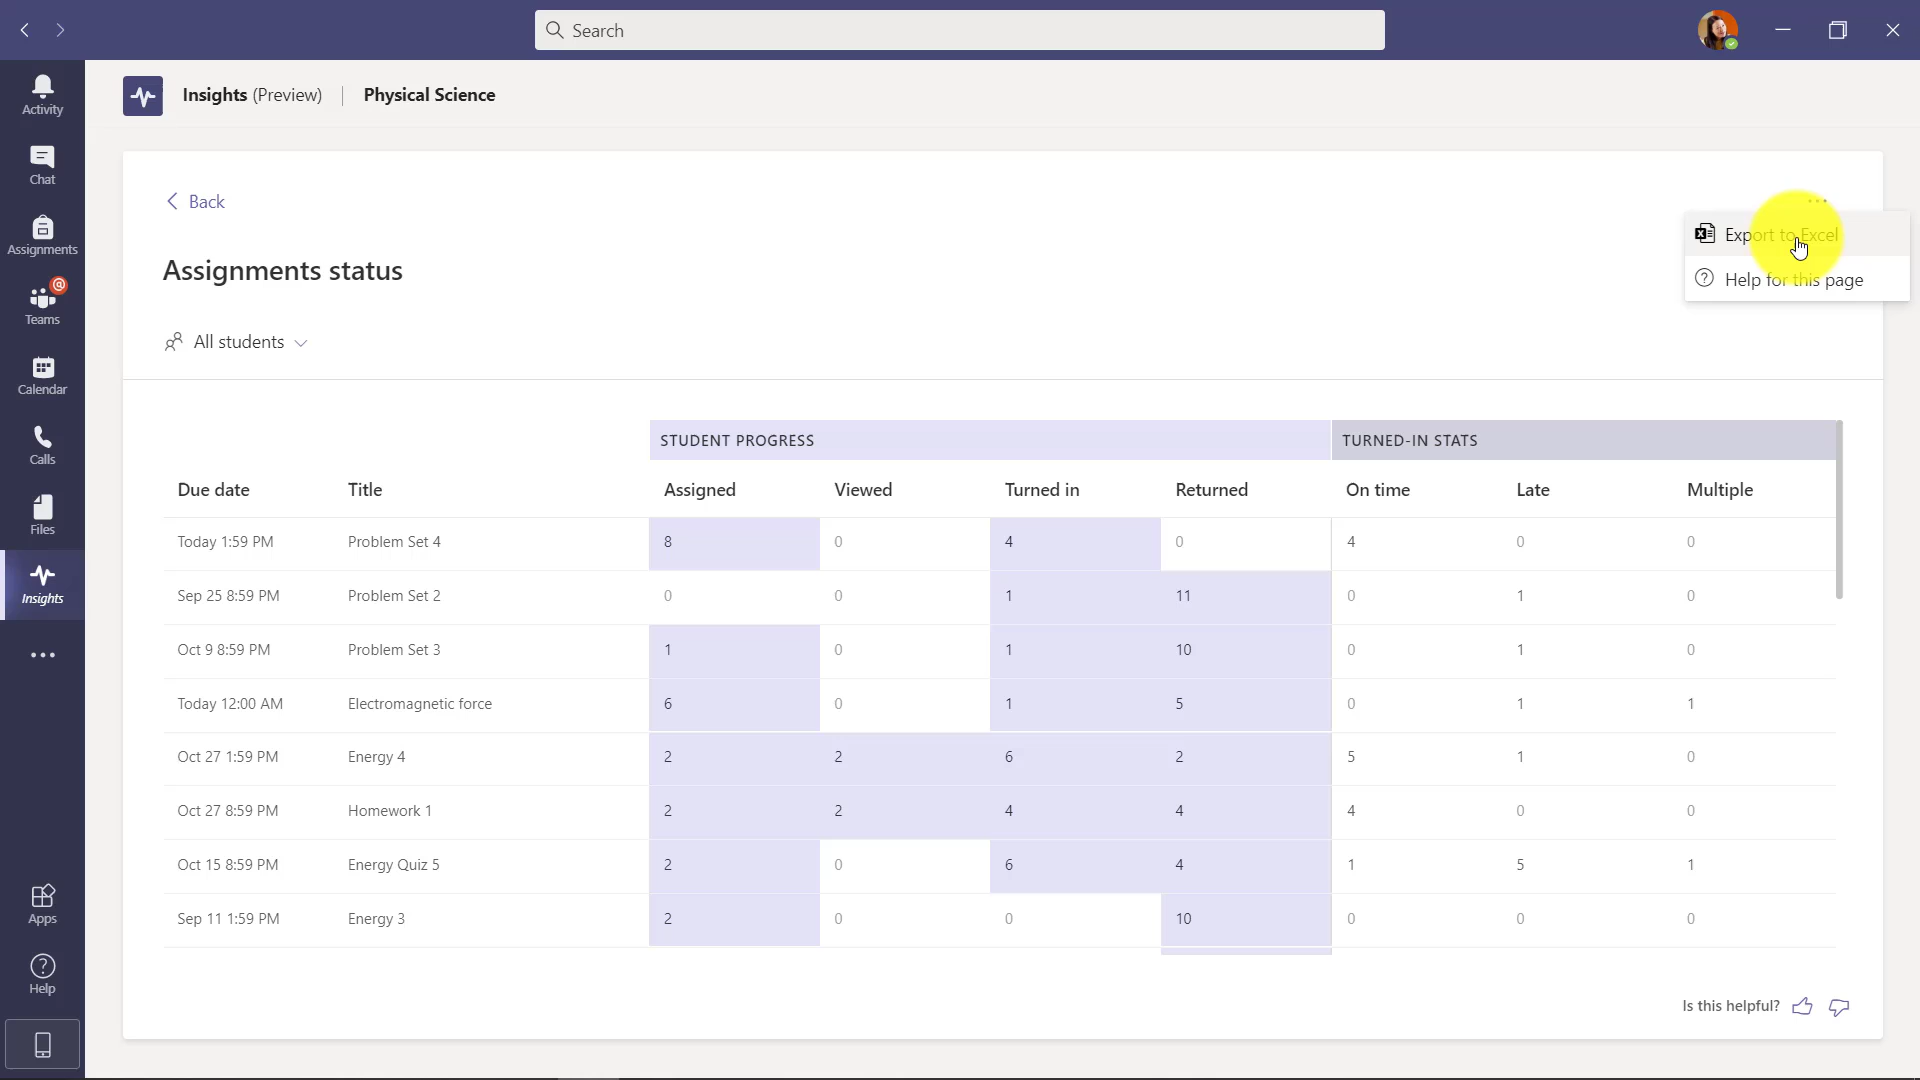 Search
Activity
Chat
Assignments
Teams
Calendar
Calls
Files
Insights
Apps
Help
Insights (Preview) | Physical Science
Back
Export to Excel
Help for this page
Assignments status
All students
STUDENT PROGRESS TURNED-IN STATS
Due date Title Assigned Viewed Turned in Returned On time Late Multiple
Today 1:59 PM Problem Set 4 8 0 4 0 4 0 0
Sep 25 8:59 PM Problem Set 2 0 0 1 11 0 1 0
Oct 9 8:59 PM Problem Set 3 1 0 1 10 0 1 0
Today 12:00 AM Electromagnetic force 6 0 1 5 0 1 1
Oct 27 1:59 PM Energy 4 2 2 6 2 5 1 0
Oct 27 8:59 PM Homework 1 2 2 4 4 4 0 0
Oct 15 8:59 PM Energy Quiz 5 2 0 6 4 1 5 1
Sep 11 1:59 PM Energy 3 2 0 0 10 0 0 0
Is this helpful?